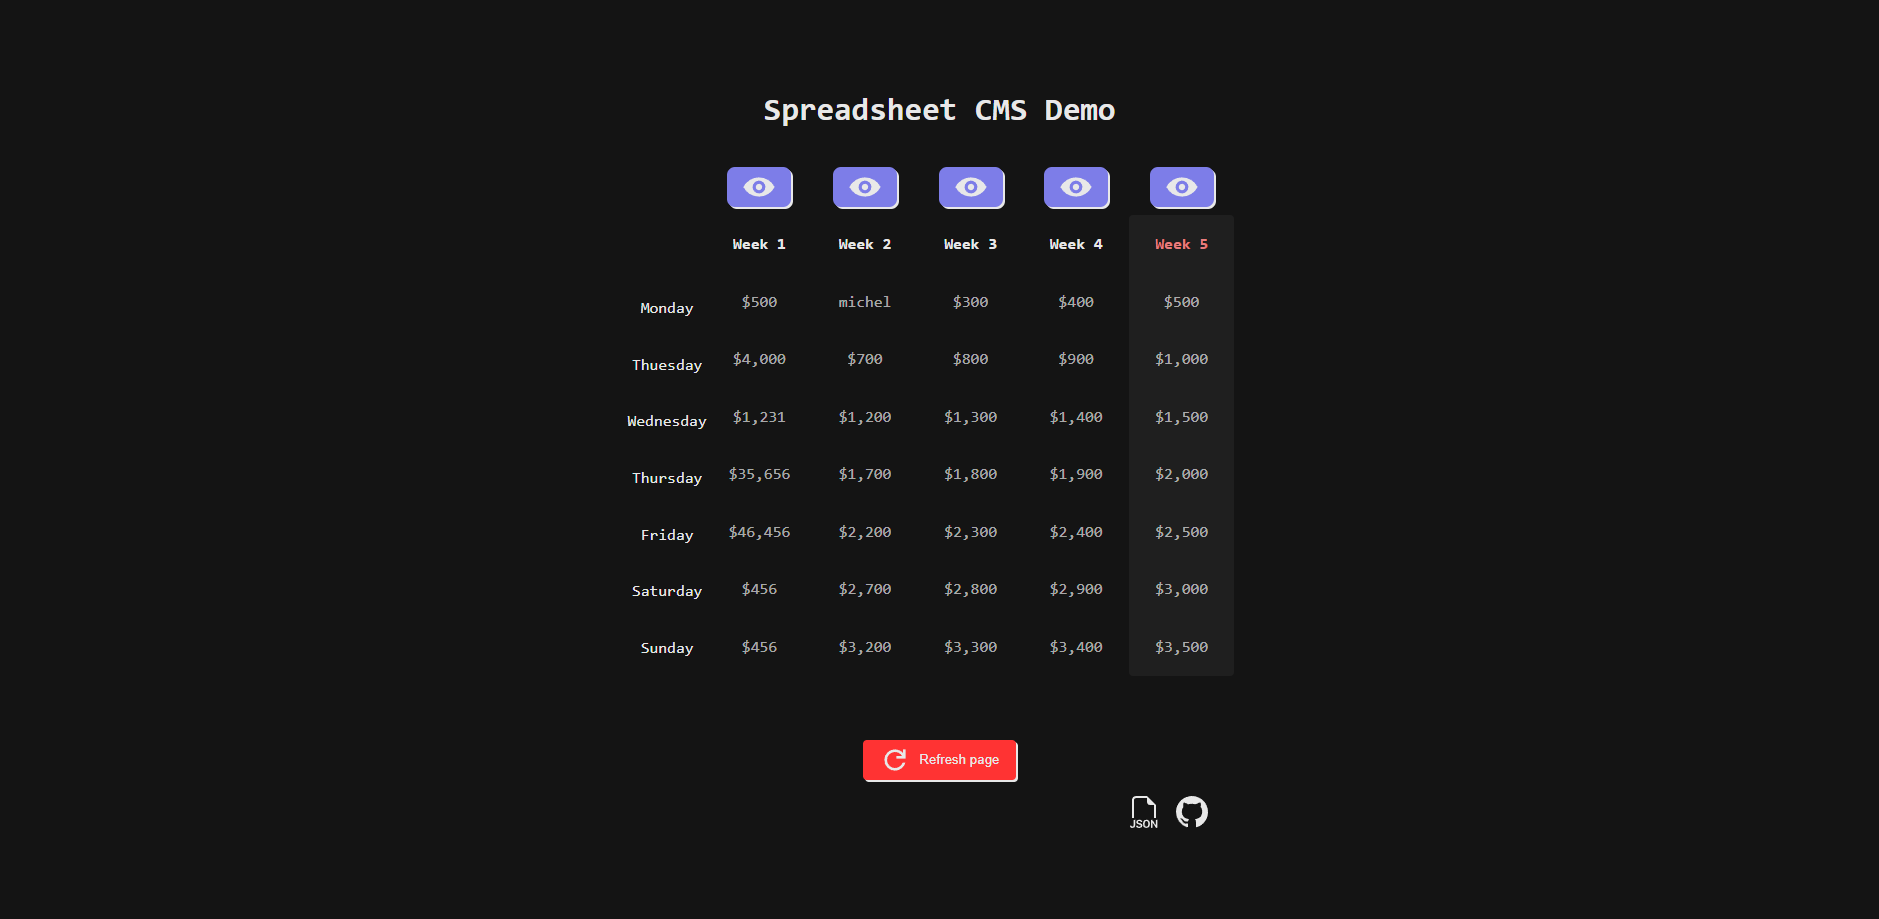 Spreadsheet CMS Demo
Week 1 Week 2 Week 3 Week 4 Week 5
Monday $500 michel $300 $400 $500
Thuesday $4,000 $700 $800 $900 $1,000
Wednesday $1,231 $1,200 $1,300 $1,400 $1,500
Thursday $35,656 $1,700 $1,800 $1,900 $2,000
Friday $46,456 $2,200 $2,300 $2,400 $2,500
Saturday $456 $2,700 $2,800 $2,900 $3,000
Sunday $456 $3,200 $3,300 $3,400 $3,500
Refresh page
JSON